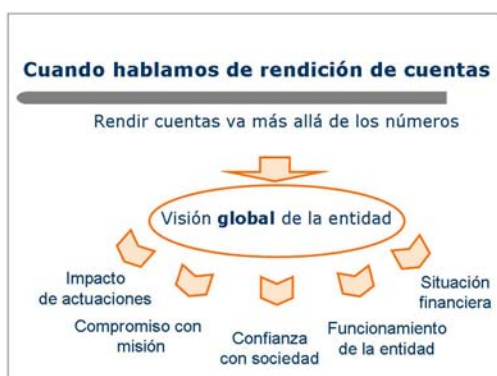 Cuando hablamos de rendición de cuentas
Rendir cuentas va más allá de los números
Visión global de la entidad
Impacto
de actuaciones
Compromiso con
misión
Confianza
con sociedad
Funcionamiento
de la entidad
Situación
financiera